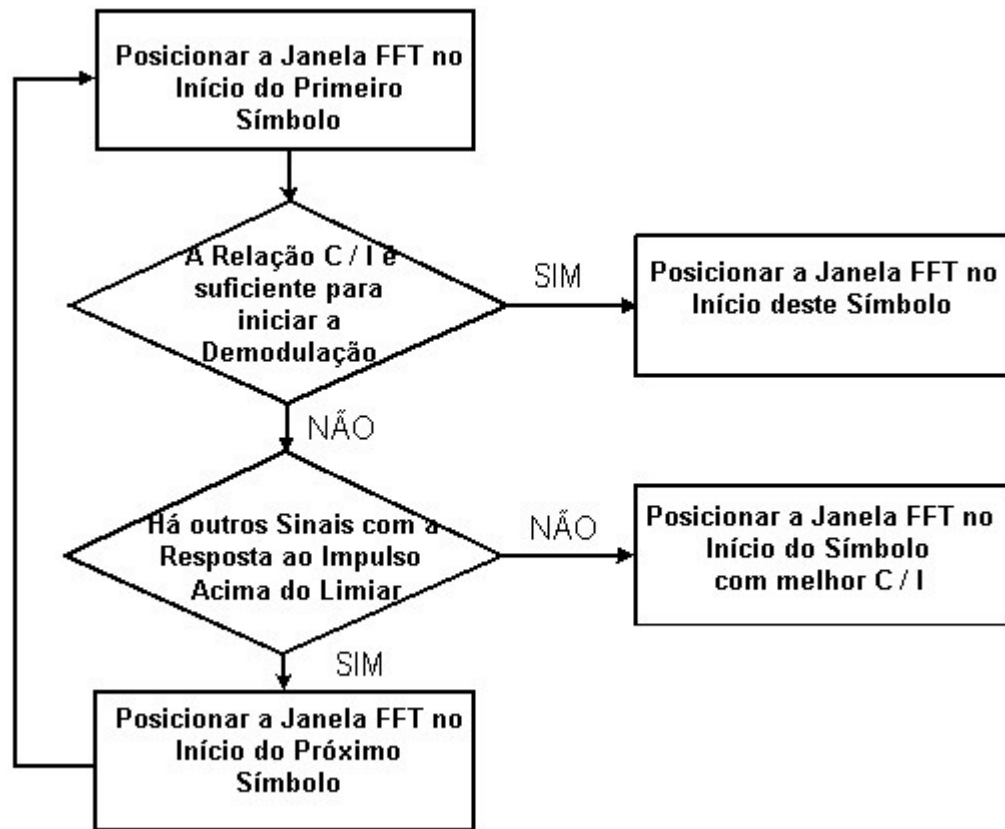 Posicionar a Janela FFT no
Início do Primeiro
Símbolo
A Relação C / I é
suficiente para
iniciar a
Demodulação
SIM
Posicionar a Janela FFT no
Início deste Símbolo
NÃO
Há outros Sinais com a
Resposta ao Impulso
Acima do Limiar
NÃO
Posicionar a Janela FFT no
Início do Símbolo
com melhor C / I
SIM
Posicionar a Janela FFT no
Início do Próximo
Símbolo